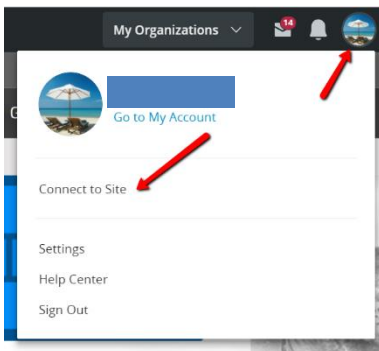 My Organizations
14
Go to My Account
Connect to Site
Settings
Help Center
Sign Out